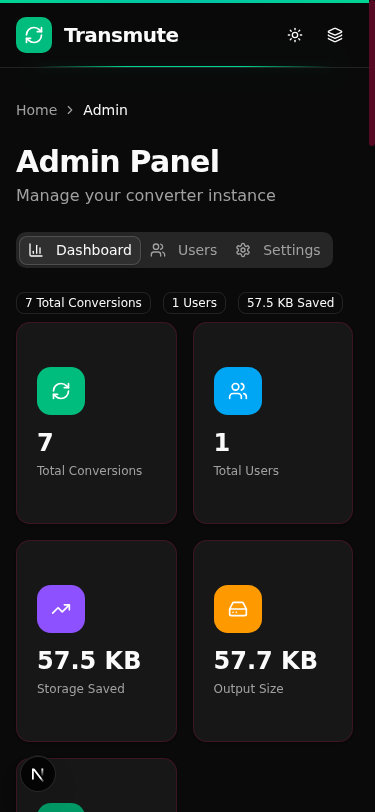 Transmute
Home > Admin
Admin Panel
Manage your converter instance
Dashboard Users Settings
7 Total Conversions 1 Users 57.5 KB Saved
7
Total Conversions
1
Total Users
57.5 KB
Storage Saved
57.7 KB
Output Size
N